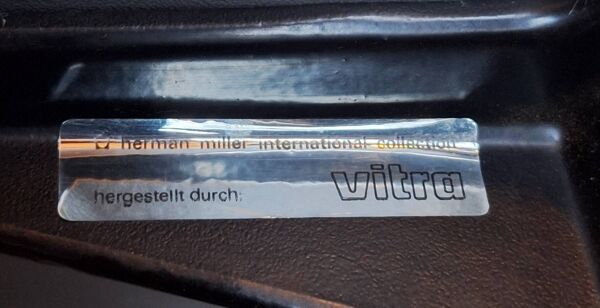 herman miller international collection
hergestellt durch: vitra